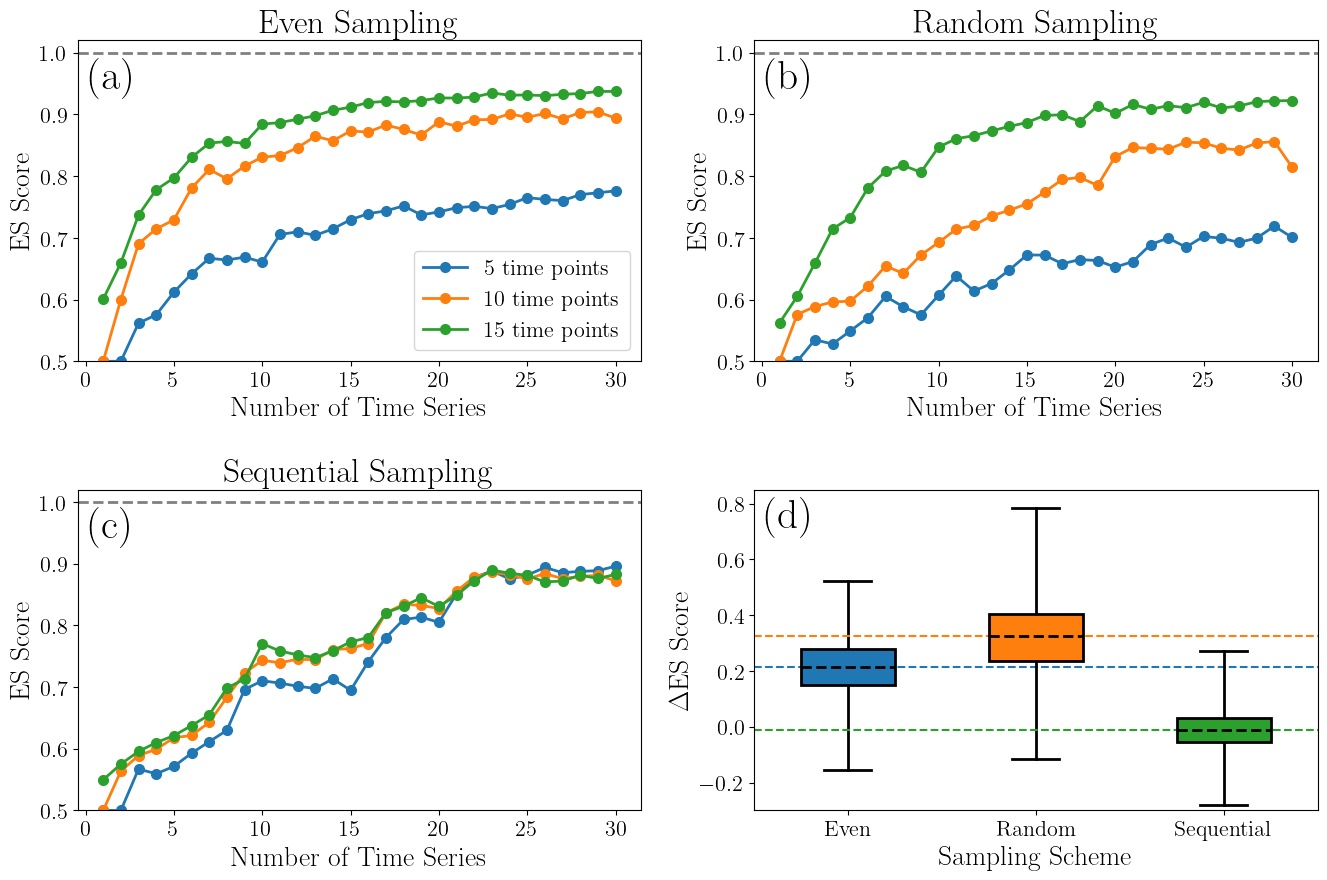 Even Sampling
(a)
ES Score
1.0
0.9
0.8
0.7
0.6
0.5
5 time points
10 time points
15 time points
0
5
10
15
20
25
30
Number of Time Series
Random Sampling
(b)
ES Score
1.0
0.9
0.8
0.7
0.6
0.5
0
5
10
15
20
25
30
Number of Time Series
Sequential Sampling
(c)
ES Score
1.0
0.9
0.8
0.7
0.6
0.5
0
5
10
15
20
25
30
Number of Time Series
(d)
ΔES Score
0.8
0.6
0.4
0.2
0.0
−0.2
Even
Random
Sequential
Sampling Scheme